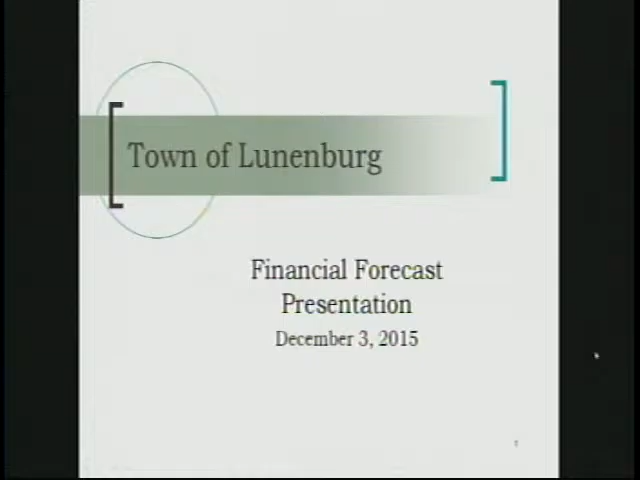 Town of Lunenburg
Financial Forecast
Presentation
December 3, 2015